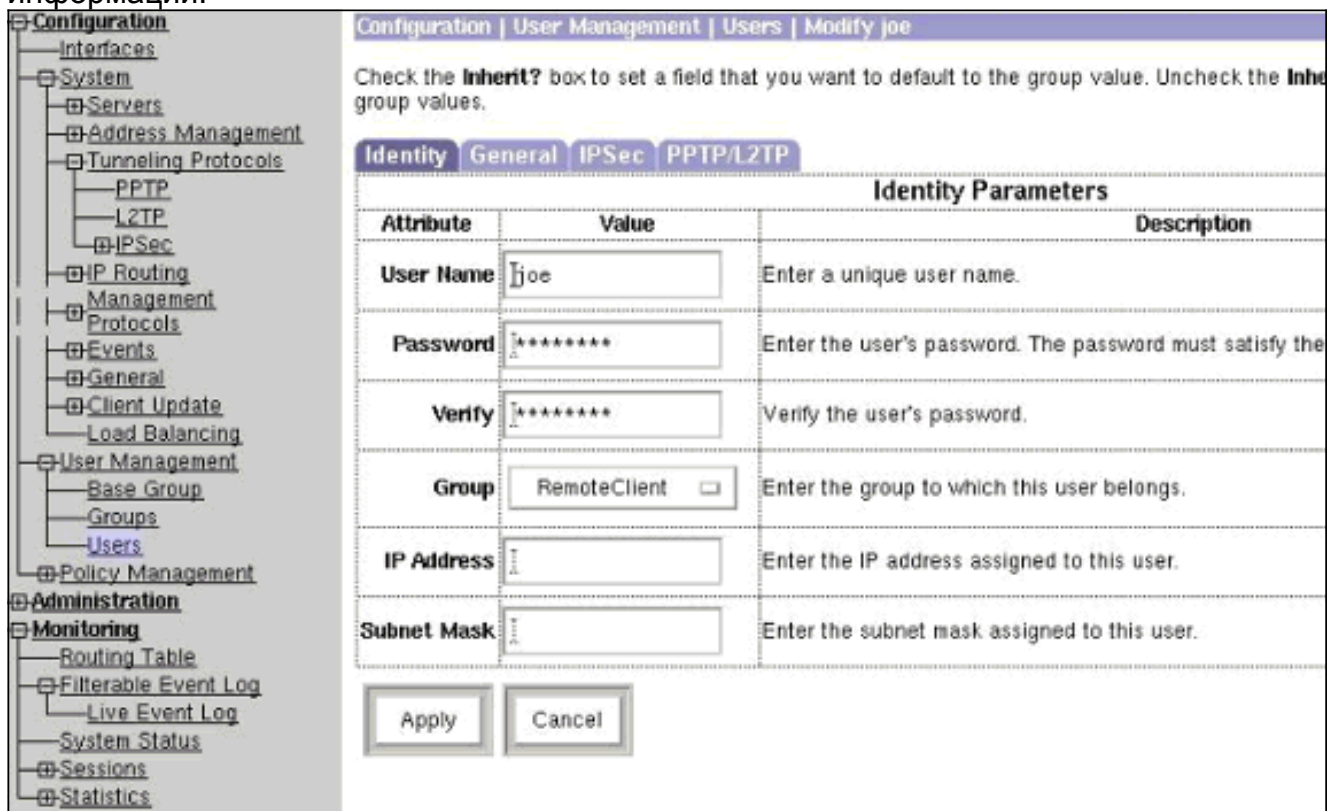 информации.
Configuration
Interfaces
System
Servers
Address Management
Tunneling Protocols
PPTP
L2TP
IPSec
IP Routing
Management
Protocols
Events
General
Client Update
Load Balancing
User Management
Base Group
Groups
Users
Policy Management
Administration
Monitoring
Routing Table
Filterable Event Log
Live Event Log
System Status
Sessions
Statistics
Configuration | User Management | Users | Modify joe
Check the Inherit? box to set a field that you want to default to the group value. Uncheck the Inhe
group values.
Identity General IPSec PPTP/L2TP
Identity Parameters
Attribute Value Description
User Name joe Enter a unique user name.
Password ******** Enter the user's password. The password must satisfy the
Verify ******** Verify the user's password.
Group RemoteClient Enter the group to which this user belongs.
IP Address Enter the IP address assigned to this user.
Subnet Mask Enter the subnet mask assigned to this user.
Apply Cancel